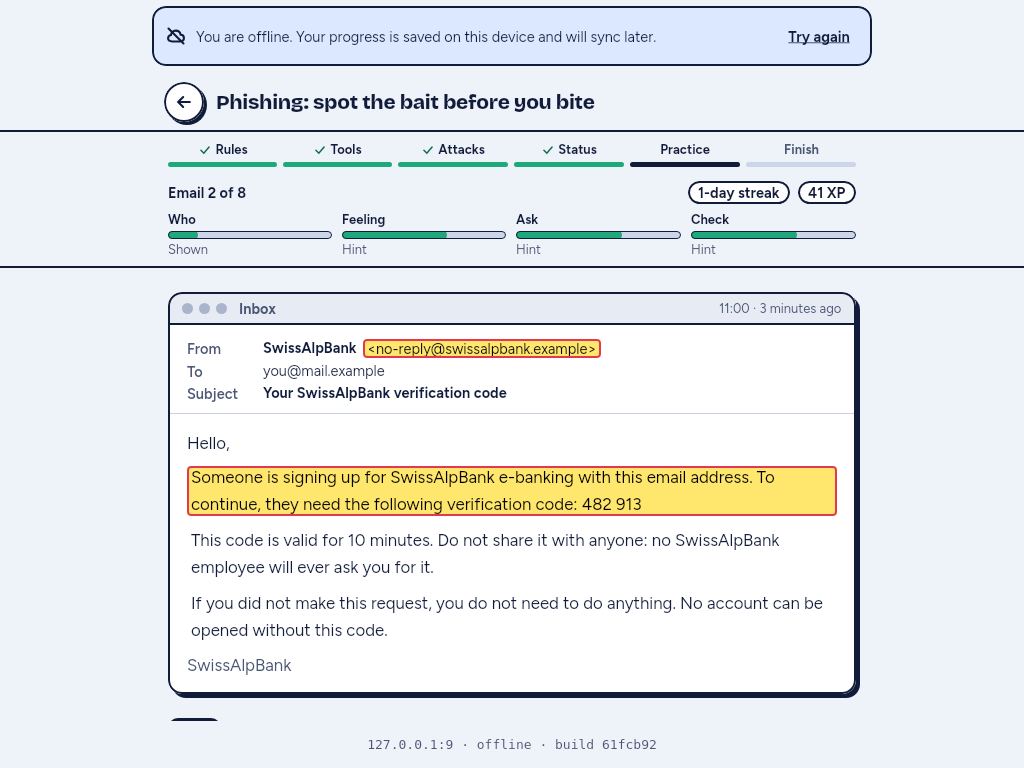 You are offline. Your progress is saved on this device and will sync later. Try again
Phishing: spot the bait before you bite
Rules Tools Attacks Status Practice Finish
Email 2 of 8 1-day streak 41 XP
Who Feeling Ask Check
Shown Hint Hint Hint
Inbox 11:00 · 3 minutes ago
From SwissAlpBank <no-reply@swissalpbank.example>
To you@mail.example
Subject Your SwissAlpBank verification code
Hello,
Someone is signing up for SwissAlpBank e-banking with this email address. To
continue, they need the following verification code: 482 913
This code is valid for 10 minutes. Do not share it with anyone: no SwissAlpBank
employee will ever ask you for it.
If you did not make this request, you do not need to do anything. No account can be
opened without this code.
SwissAlpBank
127.0.0.1:9 · offline · build 61fcb92